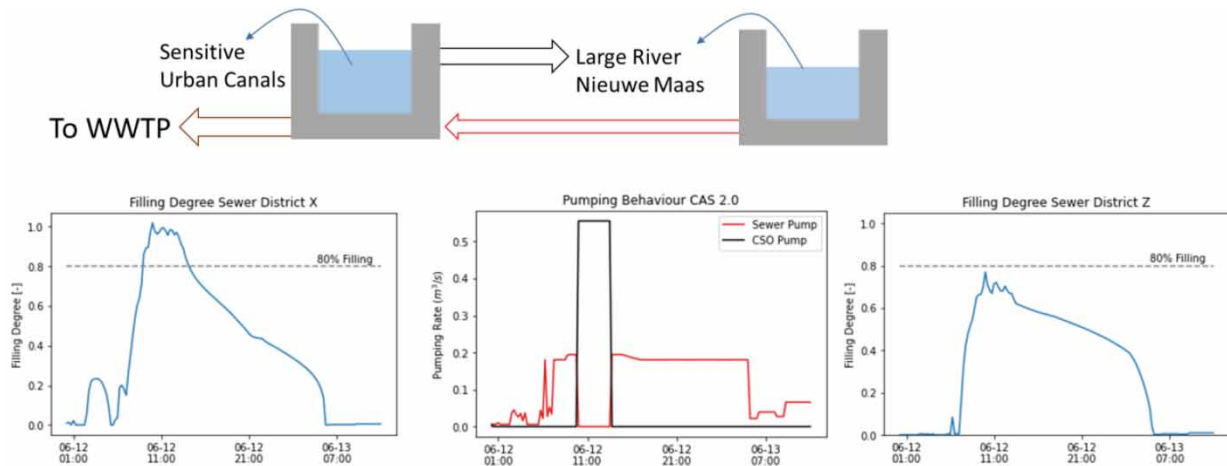 Sensitive
Urban Canals
Large River
Nieuwe Maas
To WWTP
Filling Degree Sewer District X
1.0
0.8
0.6
0.4
0.2
0.0
80% Filling
Filling Degree [-]
06-12
01:00
06-12
11:00
06-12
21:00
06-13
07:00
Pumping Behaviour CAS 2.0
Sewer Pump
CSO Pump
0.5
0.4
0.3
0.2
0.1
0.0
Pumping Rate (m³/s)
06-12
01:00
06-12
11:00
06-12
21:00
06-13
07:00
Filling Degree Sewer District Z
1.0
0.8
0.6
0.4
0.2
0.0
80% Filling
Filling Degree [-]
06-12
01:00
06-12
11:00
06-12
21:00
06-13
07:00